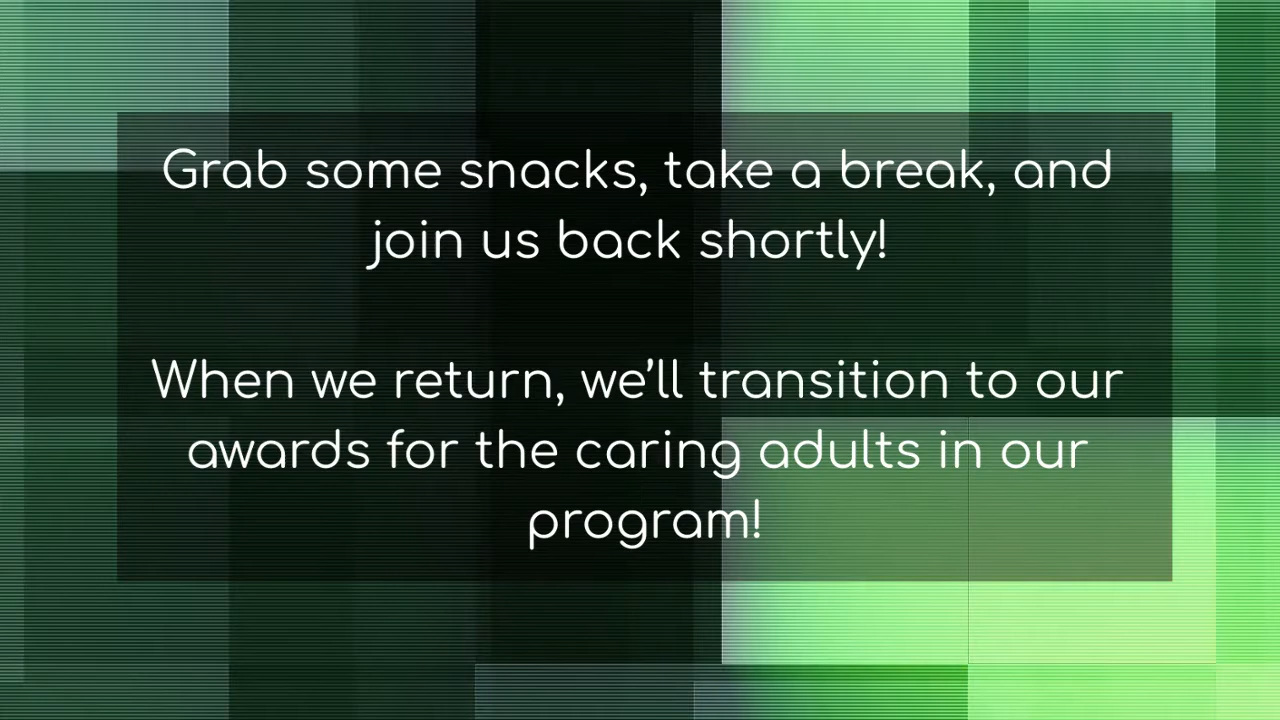 Grab some snacks, take a break, and
join us back shortly!
When we return, we’ll transition to our
awards for the caring adults in our
program!